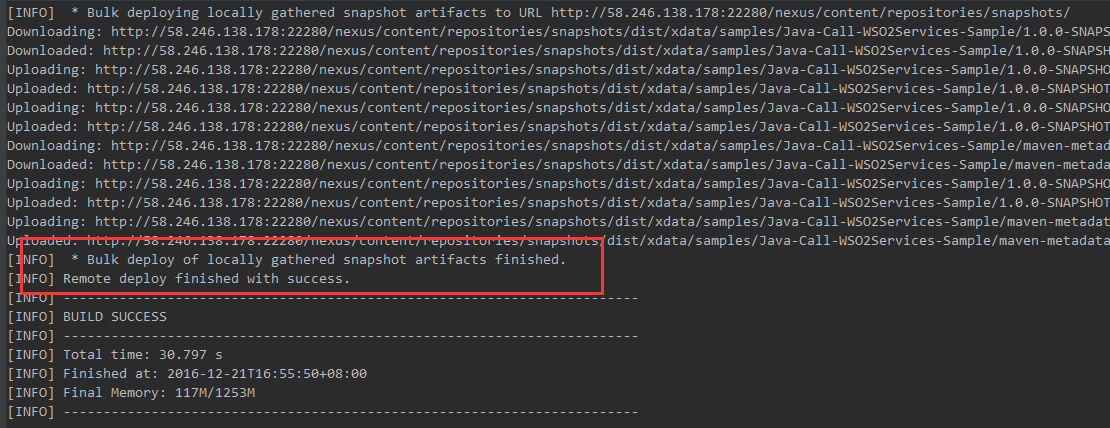 [INFO]  * Bulk deploying locally gathered snapshot artifacts to URL http://58.246.138.178:22280/nexus/content/repositories/snapshots/
Downloading: http://58.246.138.178:22280/nexus/content/repositories/snapshots/dist/xdata/samples/Java-Call-WSO2Services-Sample/1.0.0-SNAPS
Downloaded: http://58.246.138.178:22280/nexus/content/repositories/snapshots/dist/xdata/samples/Java-Call-WSO2Services-Sample/1.0.0-SNAPSH
Uploading: http://58.246.138.178:22280/nexus/content/repositories/snapshots/dist/xdata/samples/Java-Call-WSO2Services-Sample/1.0.0-SNAPSHO
Uploaded: http://58.246.138.178:22280/nexus/content/repositories/snapshots/dist/xdata/samples/Java-Call-WSO2Services-Sample/1.0.0-SNAPSHOT
Uploading: http://58.246.138.178:22280/nexus/content/repositories/snapshots/dist/xdata/samples/Java-Call-WSO2Services-Sample/1.0.0-SNAPSHO
Uploaded: http://58.246.138.178:22280/nexus/content/repositories/snapshots/dist/xdata/samples/Java-Call-WSO2Services-Sample/1.0.0-SNAPSHOT
Downloading: http://58.246.138.178:22280/nexus/content/repositories/snapshots/dist/xdata/samples/Java-Call-WSO2Services-Sample/maven-metad
Downloaded: http://58.246.138.178:22280/nexus/content/repositories/snapshots/dist/xdata/samples/Java-Call-WSO2Services-Sample/maven-metada
Uploading: http://58.246.138.178:22280/nexus/content/repositories/snapshots/dist/xdata/samples/Java-Call-WSO2Services-Sample/1.0.0-SNAPSHO
Uploaded: http://58.246.138.178:22280/nexus/content/repositories/snapshots/dist/xdata/samples/Java-Call-WSO2Services-Sample/1.0.0-SNAPSHOT
Uploading: http://58.246.138.178:22280/nexus/content/repositories/snapshots/dist/xdata/samples/Java-Call-WSO2Services-Sample/maven-metadat
Uploaded: http://58.246.138.178:22280/nexus/content/repositories/snapshots/dist/xdata/samples/Java-Call-WSO2Services-Sample/maven-metadata
[INFO]  * Bulk deploy of locally gathered snapshot artifacts finished.
[INFO] Remote deploy finished with success.
[INFO] ------------------------------------------------------------------------
[INFO] BUILD SUCCESS
[INFO] ------------------------------------------------------------------------
[INFO] Total time: 30.797 s
[INFO] Finished at: 2016-12-21T16:55:50+08:00
[INFO] Final Memory: 117M/1253M
[INFO] ------------------------------------------------------------------------